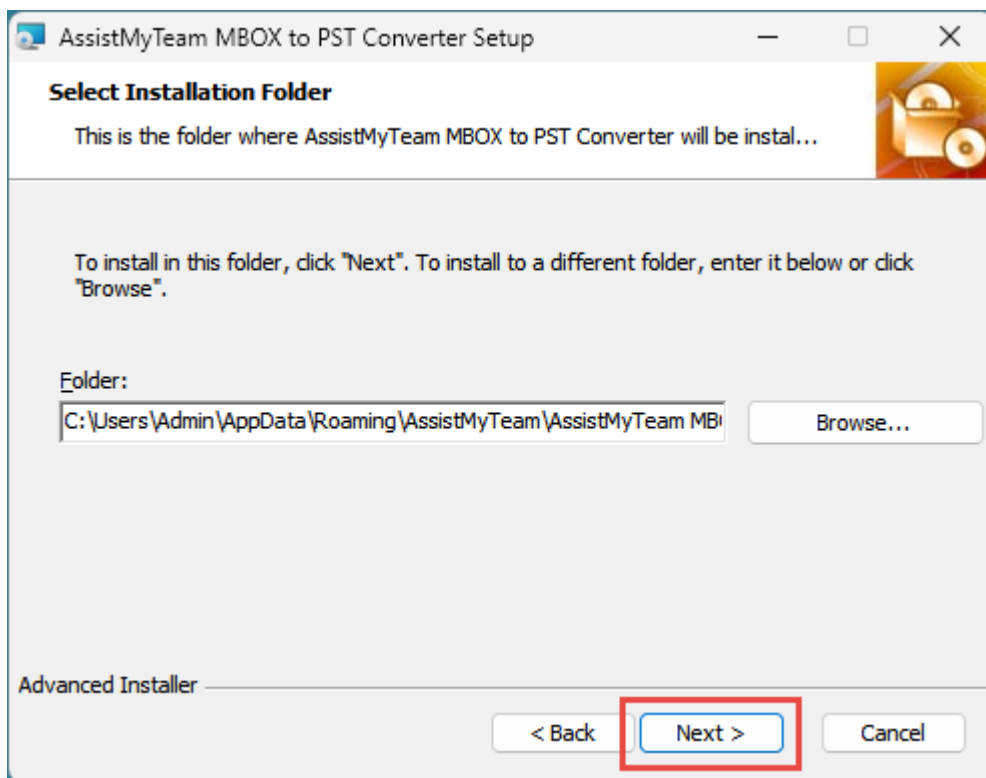 AssistMyTeam MBOX to PST Converter Setup
Select Installation Folder
This is the folder where AssistMyTeam MBOX to PST Converter will be instal...
To install in this folder, click "Next". To install to a different folder, enter it below or click
"Browse".
Folder:
C:\Users\Admin\AppData\Roaming\AssistMyTeam\AssistMyTeam MB
Browse...
Advanced Installer
< Back
Next >
Cancel